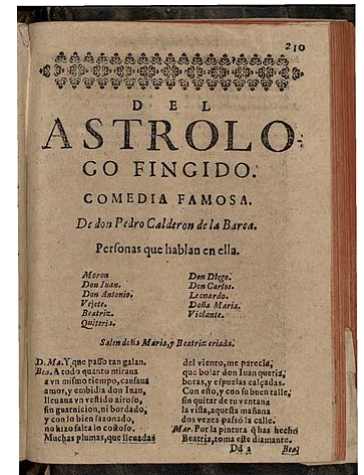 210
DEL
ASTROLO-
GO FINGIDO.
COMEDIA FAMOSA.
De don Pedro Calderon de la Barca.
Personas que hablan en ella.
Moron
Don Iuan.
Don Antonio.
Vejete.
Beatriz.
Quiteria.
Don Diego.
Don Carlos.
Leonardo.
Doña Maria.
Violante.
Salen doña Maria, y Beatriz criada.
D. Ma. Y que passò tan galan.
Bea. A todo quanto miraua
a vn mismo tiempo, causaua
amor, y embidia don Iuan,
lleuaua vn vestido airoso,
sin guarnicion, ni bordado,
y con lo bien sazonado,
no hizo falta lo costoso.
Muchas plumas, que lleuadas
del viento, me parecia,
que bolar don Iuan queria,
botas, y espuelas calçadas.
Con esto, y con su buen talle,
sin quitar de tu ventana
la vista, aquesta mañana
dos vezes passò la calle.
Mar. Por la pintura q̃ has hecho
Beatriz, toma este diamante.
Dd 2
Bea.